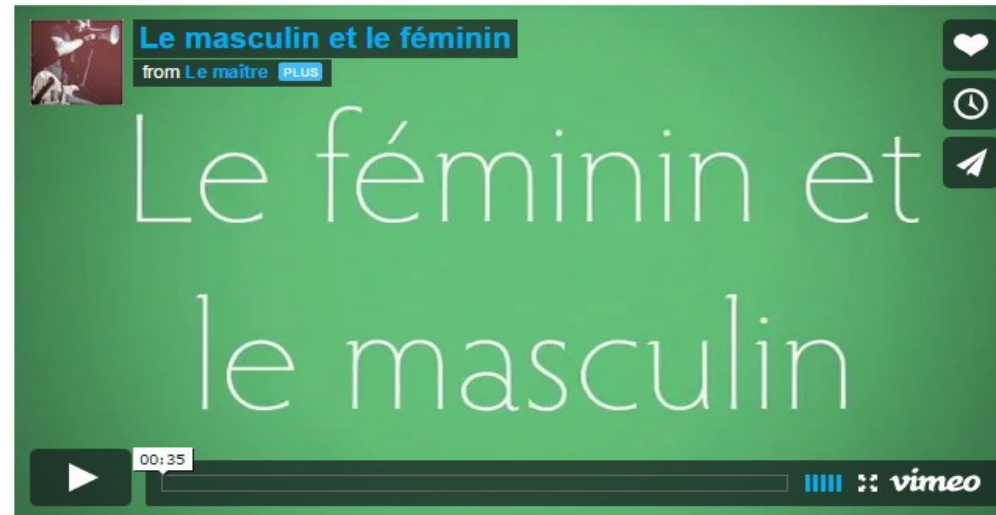 Le masculin et le féminin
from Le maître PLUS
Le féminin et
le masculin
00:35
vimeo